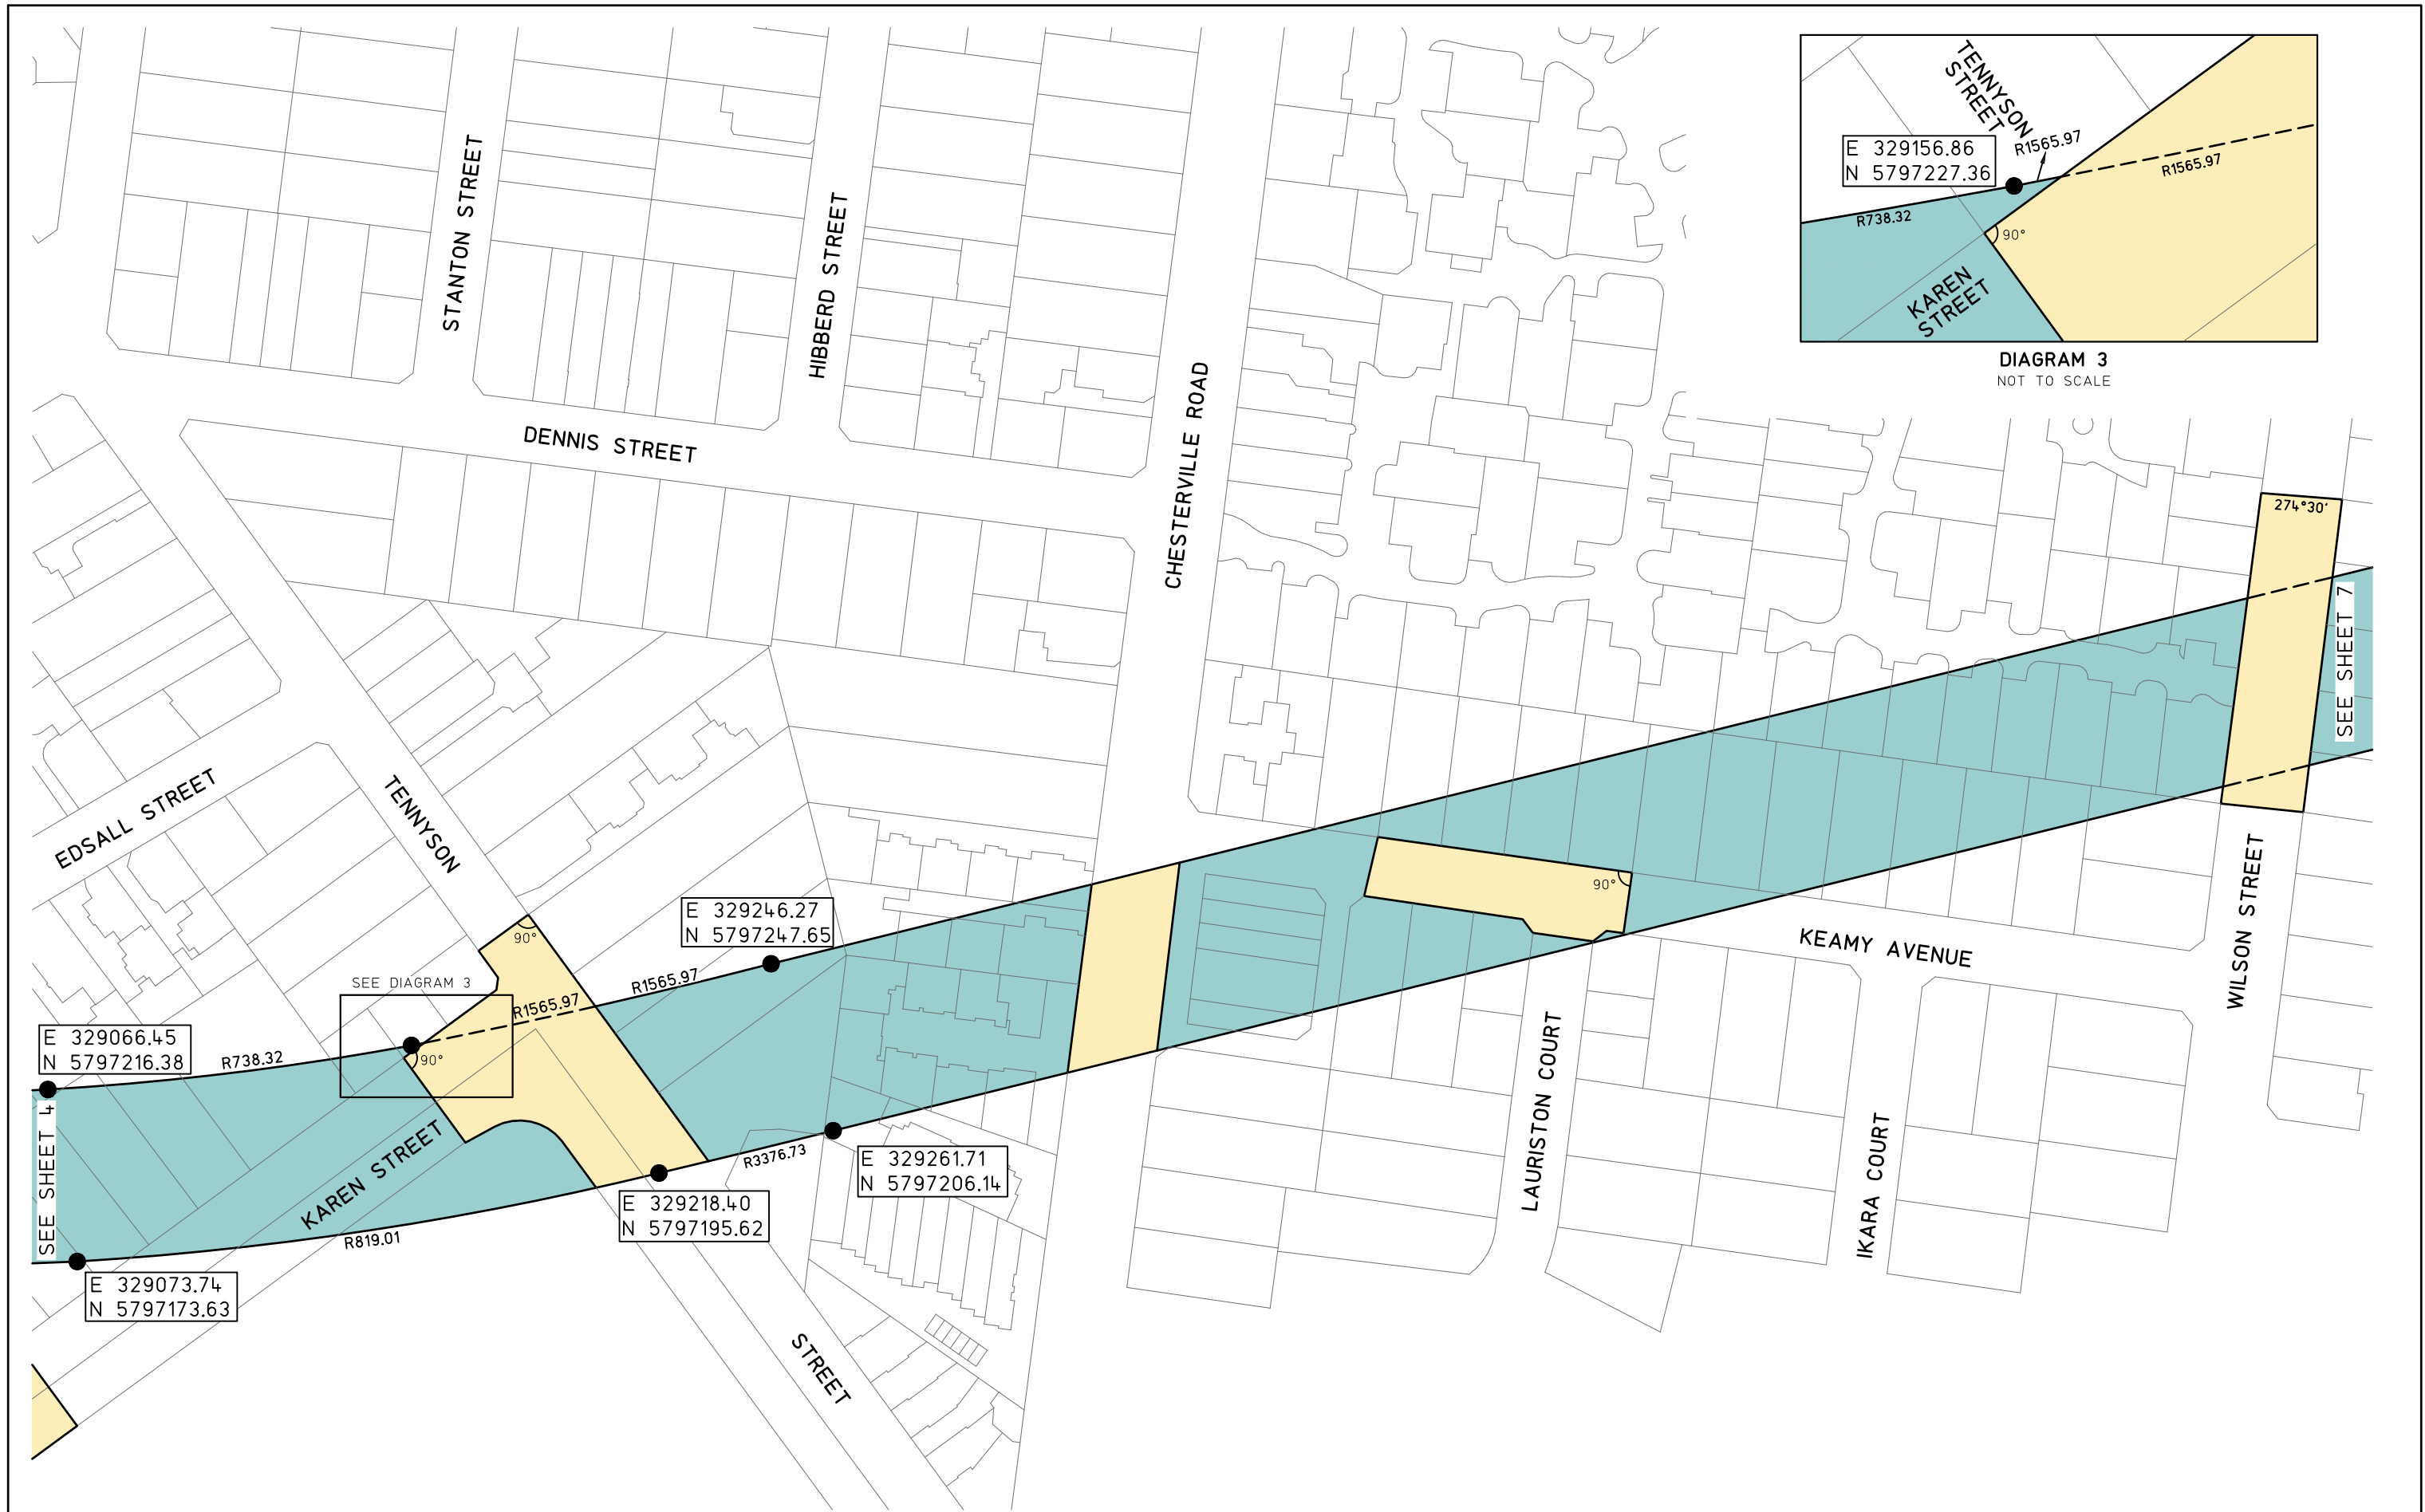 STANTON STREET
HIBBERD STREET
DENNIS STREET
CHESTERVILLE ROAD
TENNYSON
STREET
E 329156.86
N 5797227.36
R1565.97
R1565.97
R738.32
90°
KAREN
STREET
DIAGRAM 3
NOT TO SCALE
274°30'
SEE SHEET 7
EDSALL STREET
TENNYSON
90°
E 329246.27
N 5797247.65
R1565.97
R1565.97
SEE DIAGRAM 3
E 329066.45
N 5797216.38
R738.32
90°
90°
KEAMY AVENUE
WILSON STREET
SEE SHEET 4
KAREN STREET
R819.01
R3376.73
E 329261.71
N 5797206.14
E 329218.40
N 5797195.62
E 329073.74
N 5797173.63
LAURISTON COURT
IKARA COURT
STREET